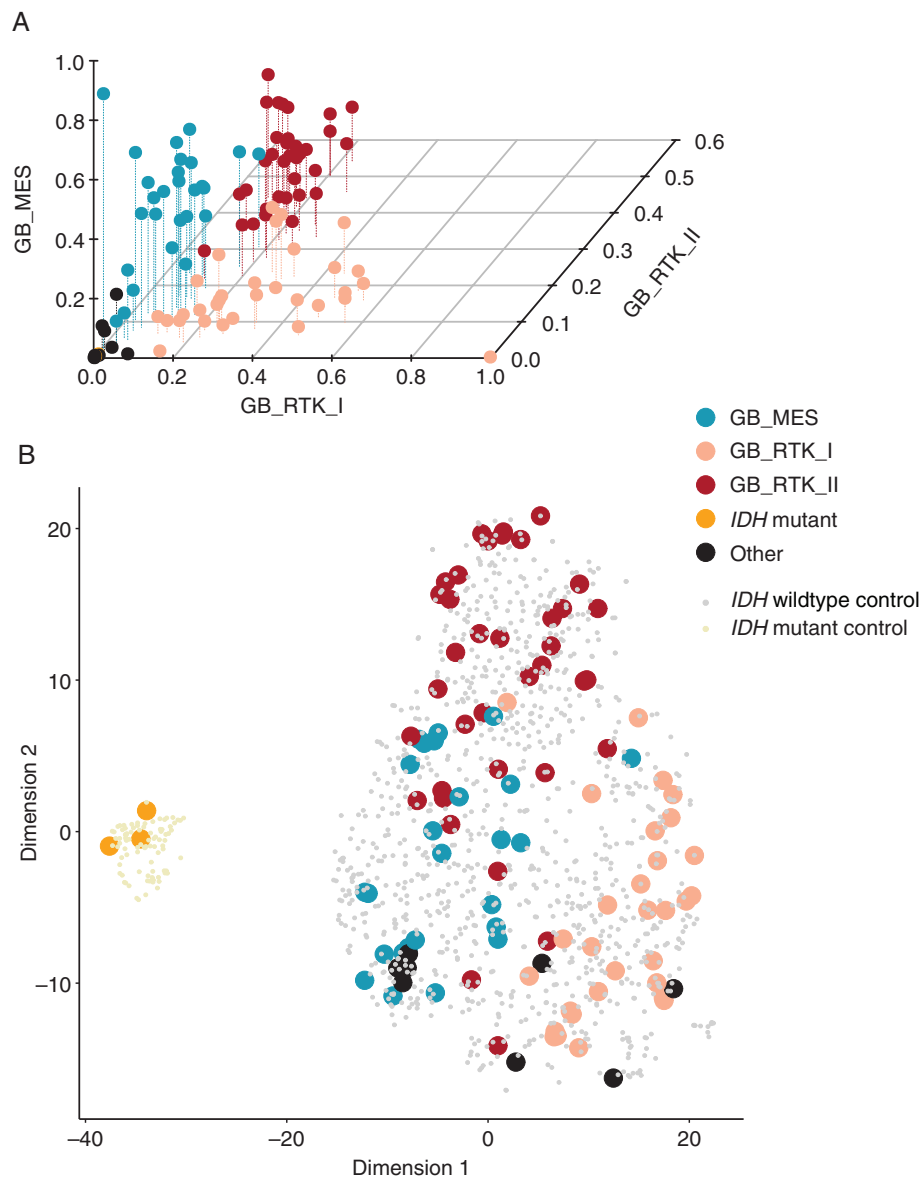 A
1.0
0.8
0.6
0.4
0.2
GB_MES
0.0
0.2
0.4
0.6
0.8
1.0
GB_RTK_I
0.0
0.1
0.2
0.3
0.4
0.5
0.6
GB_RTK_II
GB_MES
GB_RTK_I
GB_RTK_II
IDH mutant
Other
IDH wildtype control
IDH mutant control
B
20
10
0
−10
Dimension 2
−40
−20
0
20
Dimension 1